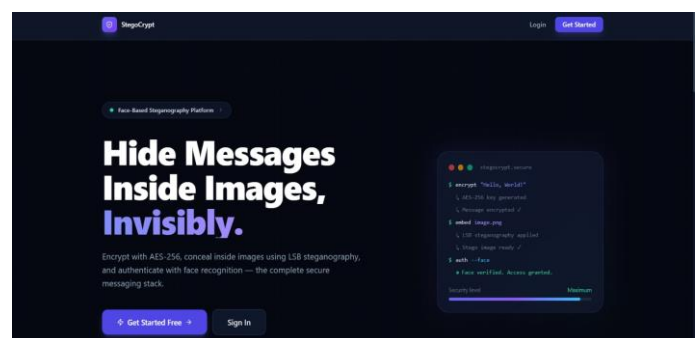 StegoCrypt
Login
Get Started
Face-Based Steganography Platform
Hide Messages
Inside Images,
Invisibly.
Encrypt with AES-256, conceal inside images using LSB steganography,
and authenticate with face recognition — the complete secure
messaging stack.
Get Started Free →
Sign In
stegocrypt.secure
$ encrypt "Hello, World!"
↳ AES-256 key generated
↳ Message encrypted ✓
$ embed image.png
↳ LSB steganography applied
↳ Stego image ready ✓
$ auth --face
Face verified. Access granted.
Security level
Maximum